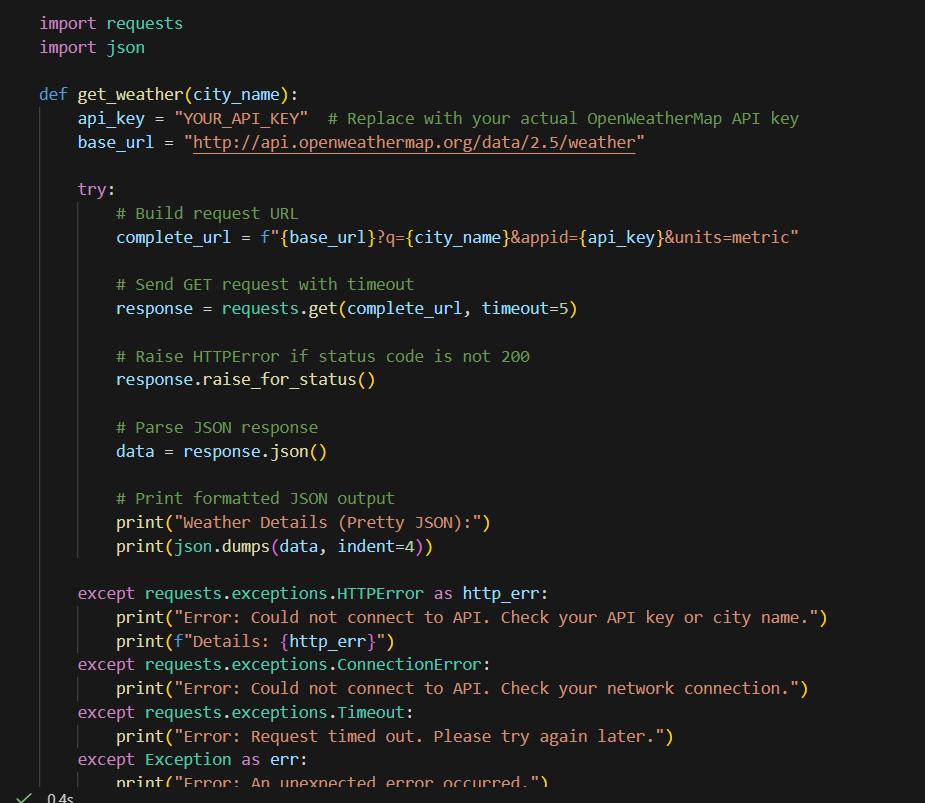 import requests
import json
def get_weather(city_name):
    api_key = "YOUR_API_KEY"  # Replace with your actual OpenWeatherMap API key
    base_url = "http://api.openweathermap.org/data/2.5/weather"
    try:
        # Build request URL
        complete_url = f"{base_url}?q={city_name}&appid={api_key}&units=metric"
        # Send GET request with timeout
        response = requests.get(complete_url, timeout=5)
        # Raise HTTPError if status code is not 200
        response.raise_for_status()
        # Parse JSON response
        data = response.json()
        # Print formatted JSON output
        print("Weather Details (Pretty JSON):")
        print(json.dumps(data, indent=4))
    except requests.exceptions.HTTPError as http_err:
        print("Error: Could not connect to API. Check your API key or city name.")
        print(f"Details: {http_err}")
    except requests.exceptions.ConnectionError:
        print("Error: Could not connect to API. Check your network connection.")
    except requests.exceptions.Timeout:
        print("Error: Request timed out. Please try again later.")
    except Exception as err:
        print("Error: An unexpected error occurred.")
0.4s